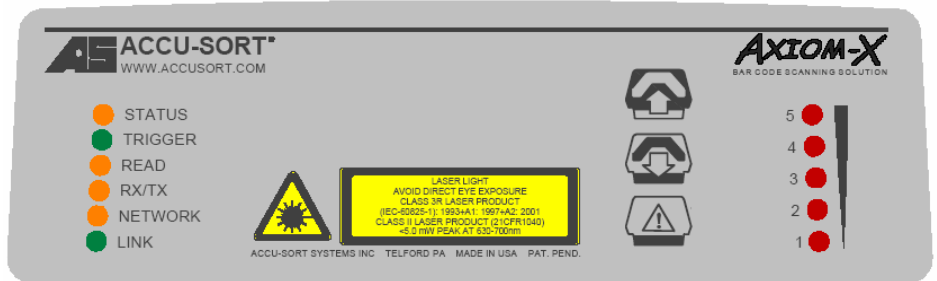 AS ACCU-SORT
WWW.ACCUSORT.COM
AXIOM-X
BAR CODE SCANNING SOLUTION
STATUS
TRIGGER
READ
RX/TX
NETWORK
LINK
LASER LIGHT
AVOID DIRECT EYE EXPOSURE
CLASS 3R LASER PRODUCT
(IEC-60825-1): 1993+A1: 1997+A2: 2001
CLASS II LASER PRODUCT (21CFR1040)
<5.0 mW PEAK AT 630-700nm
ACCU-SORT SYSTEMS INC TELFORD PA MADE IN USA PAT. PEND.
5
4
3
2
1